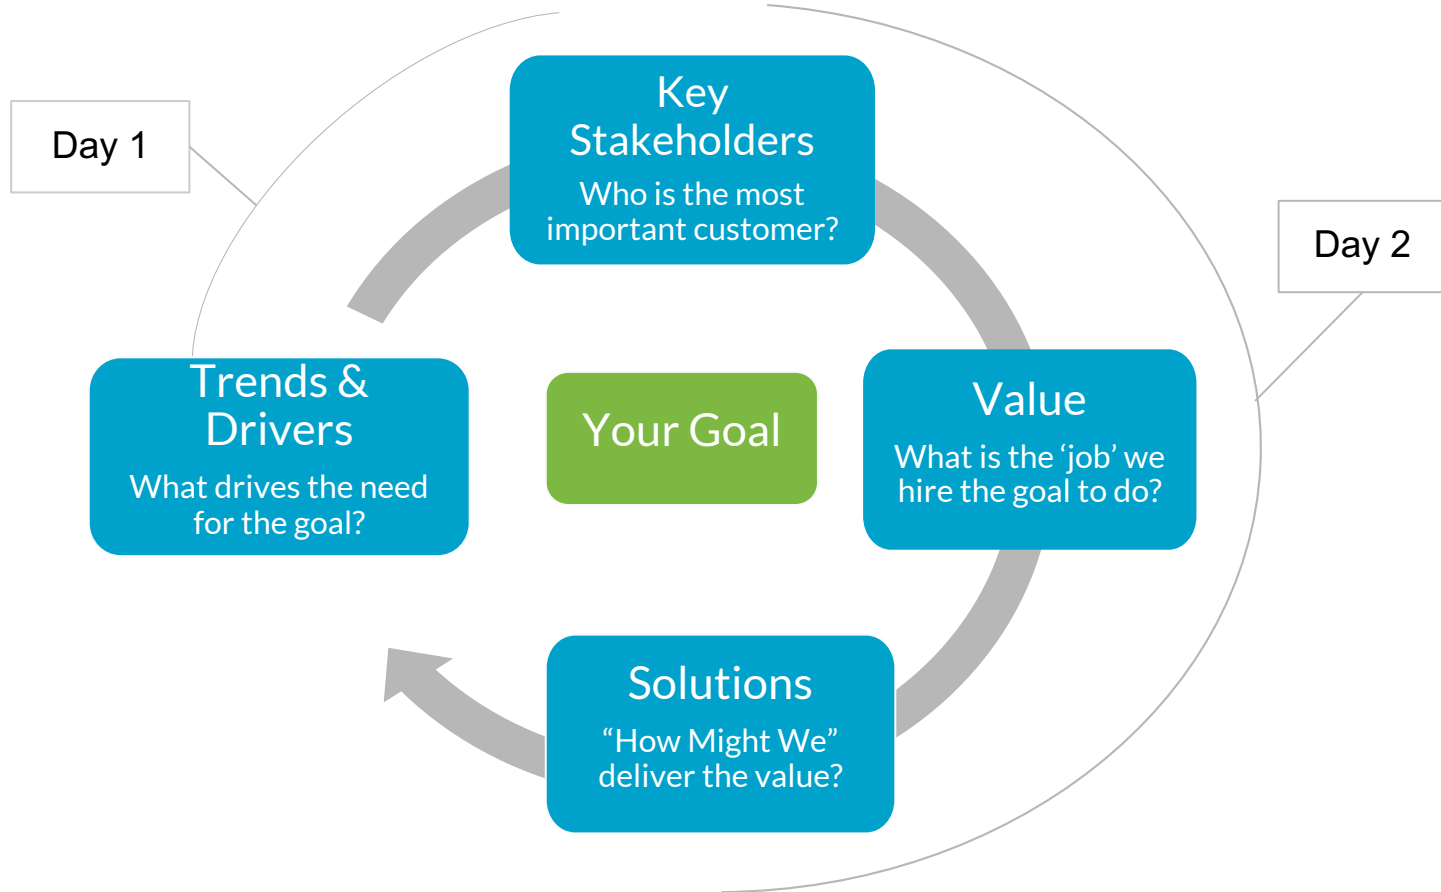 Day 1
Key
Stakeholders
Who is the most
important customer?
Day 2
Trends &
Drivers
What drives the need
for the goal?
Your Goal
Value
What is the ‘job’ we
hire the goal to do?
Solutions
“How Might We”
deliver the value?